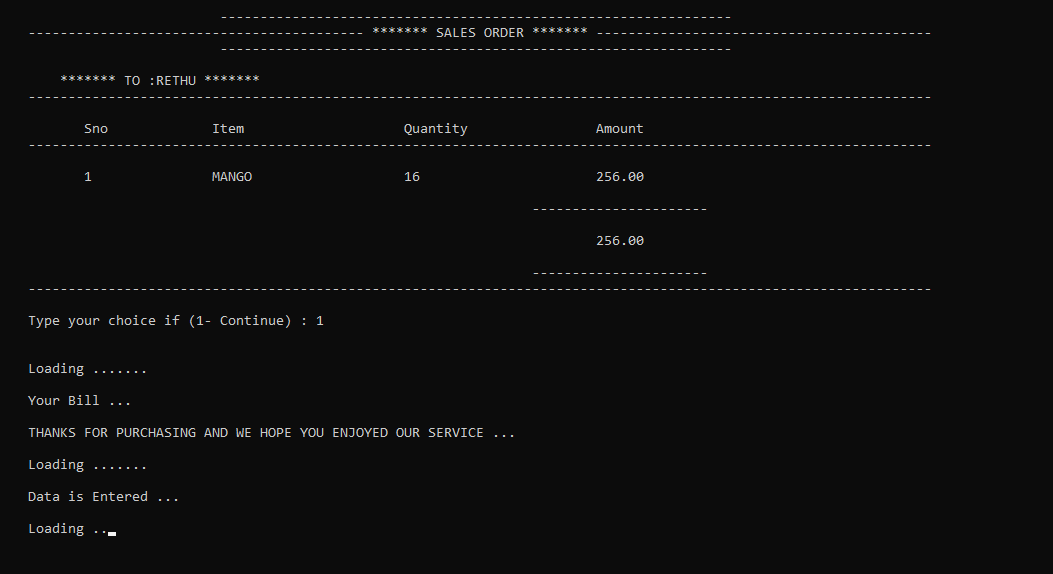 ----------------------------------------------------------------
------------------------------------------ ******* SALES ORDER ******* ------------------------------------------
----------------------------------------------------------------
******* TO :RETHU *******
-----------------------------------------------------------------------------------------------------------------
Sno Item Quantity Amount
-----------------------------------------------------------------------------------------------------------------
1 MANGO 16 256.00
----------------------
256.00
----------------------
-----------------------------------------------------------------------------------------------------------------
Type your choice if (1- Continue) : 1
Loading .......
Your Bill ...
THANKS FOR PURCHASING AND WE HOPE YOU ENJOYED OUR SERVICE ...
Loading .......
Data is Entered ...
Loading ..